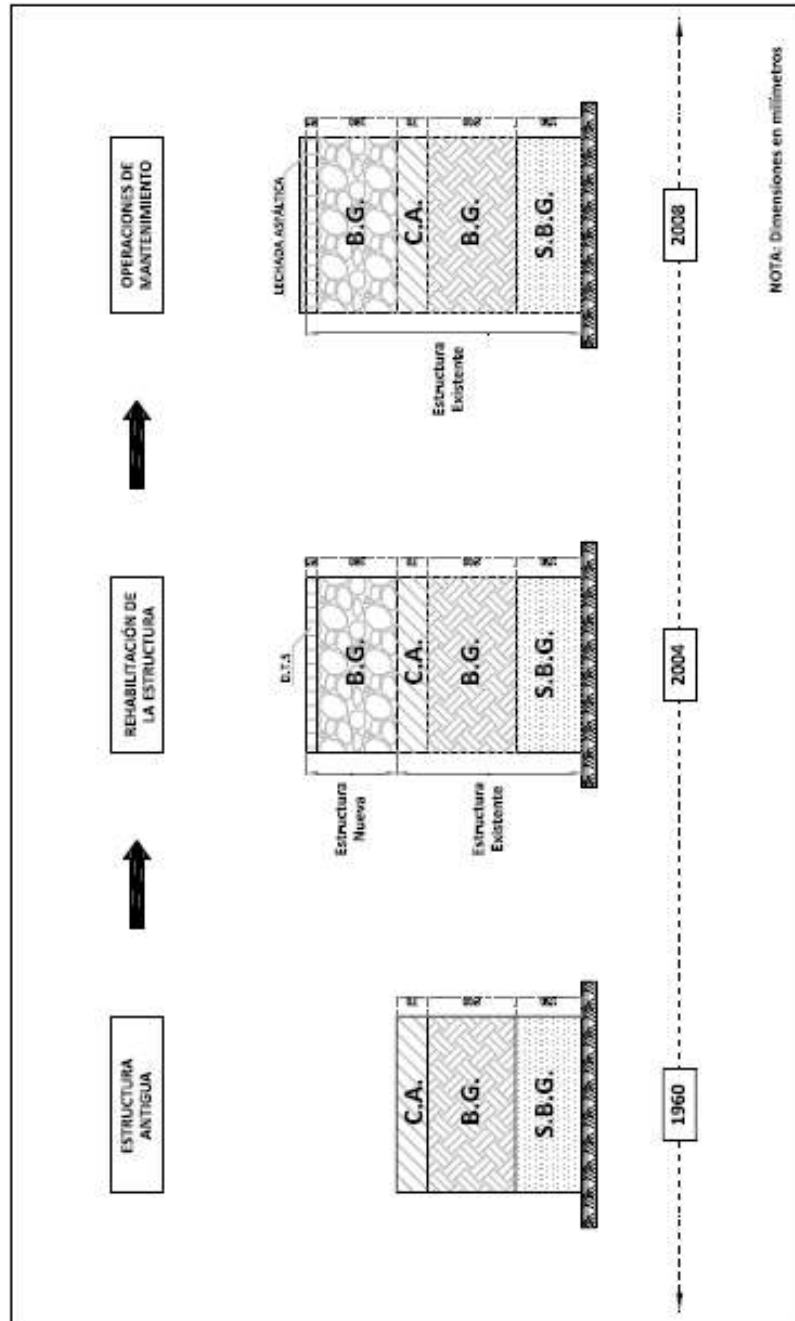 ESTRUCTURA
ANTIGUA
REHABILITACIÓN DE
LA ESTRUCTURA
OPERACIONES DE
MANTENIMIENTO
C.A.
B.G.
S.B.G.
D.T.S
B.G.
C.A.
B.G.
S.B.G.
Estructura
Nueva
Estructura
Existente
LECHADA ASFÁLTICA
B.G.
C.A.
B.G.
S.B.G.
Estructura
Existente
1960
2004
2008
NOTA: Dimensiones en milímetros